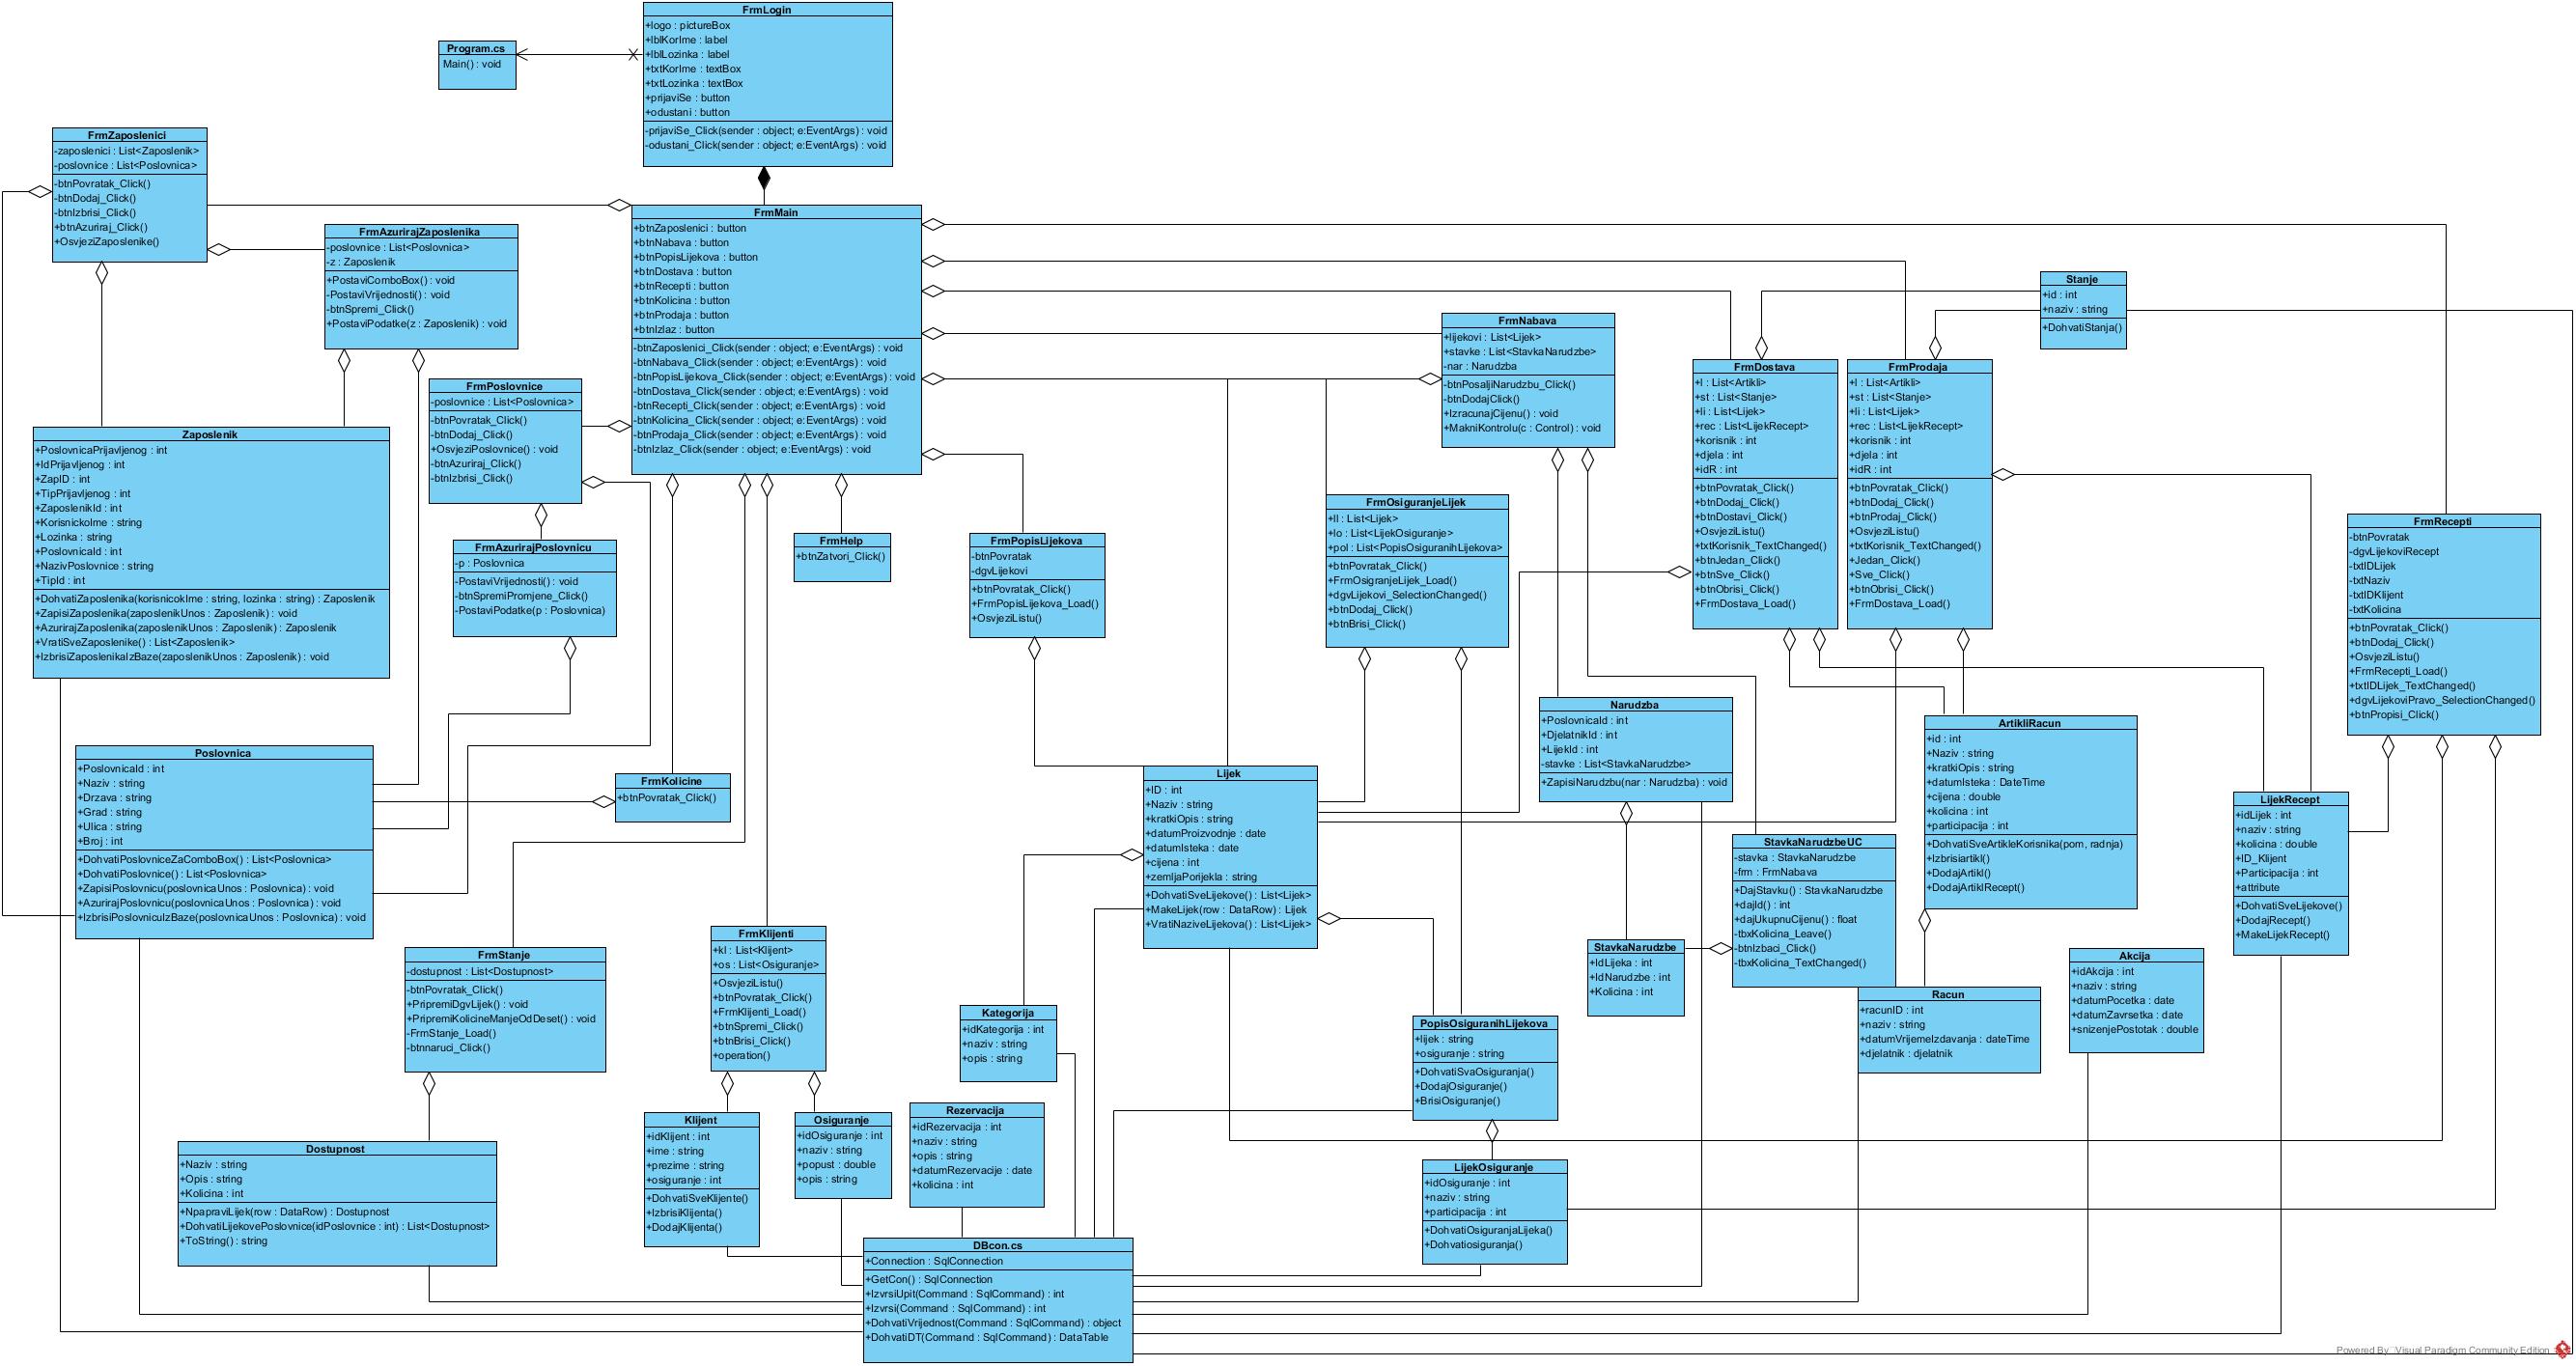 FrmLogin
+logo : pictureBox
+lblKorIme : label
+lblLozinka : label
+txtKorIme : textBox
+txtLozinka : textBox
+prijaviSe : button
+odustani : button
-prijaviSe_Click(sender : object; e:EventArgs) : void
-odustani_Click(sender : object; e:EventArgs) : void
Program.cs
Main() : void
FrmZaposlenici
-zaposlenici : List<Zaposlenik>
-poslovnice : List<Poslovnica>
-btnPovratak_Click()
-btnDodaj_Click()
-btnIzbrisi_Click()
+btnAzuriraj_Click()
+OsvjeziZaposlenike()
FrmAzurirajZaposlenika
-poslovnice : List<Poslovnica>
-z : Zaposlenik
+PostaviComboBox() : void
-PostaviVrijednosti() : void
-btnSpremi_Click()
+PostaviPodatke(z : Zaposlenik) : void
FrmMain
+btnZaposlenici : button
+btnNabava : button
+btnPopisLijekova : button
+btnDostava : button
+btnRecepti : button
+btnKolicina : button
+btnProdaja : button
+btnIzlaz : button
-btnZaposlenici_Click(sender : object; e:EventArgs) : void
-btnNabava_Click(sender : object; e:EventArgs) : void
-btnPopisLijekova_Click(sender : object; e:EventArgs) : void
-btnDostava_Click(sender : object; e:EventArgs) : void
-btnRecepti_Click(sender : object; e:EventArgs) : void
-btnKolicina_Click(sender : object; e:EventArgs) : void
-btnProdaja_Click(sender : object; e:EventArgs) : void
-btnIzlaz_Click(sender : object; e:EventArgs) : void
Stanje
+id : int
+naziv : string
+DohvatiStanja()
FrmNabava
+lijekovi : List<Lijek>
+stavke : List<StavkaNarudzbe>
-nar : Narudzba
-btnPosaljiNarudzbu_Click()
-btnDodajClick()
+IzracunajCijenu() : void
+MakniKontrolu(c : Control) : void
FrmDostava
+l : List<Artikli>
+st : List<Stanje>
+li : List<Lijek>
+rec : List<LijekRecept>
+korisnik : int
+djela : int
+idR : int
+btnPovratak_Click()
+btnDodaj_Click()
+btnDostavi_Click()
+OsvjeziListu()
+txtKorisnik_TextChanged()
+btnJedan_Click()
+btnSve_Click()
+btnObrisi_Click()
+FrmDostava_Load()
FrmProdaja
+l : List<Artikli>
+st : List<Stanje>
+li : List<Lijek>
+rec : List<LijekRecept>
+korisnik : int
+djela : int
+idR : int
+btnPovratak_Click()
+btnDodaj_Click()
+btnProdaj_Click()
+OsvjeziListu()
+txtKorisnik_TextChanged()
+Jedan_Click()
+Sve_Click()
+btnObrisi_Click()
+FrmDostava_Load()
FrmPoslovnice
-poslovnice : List<Poslovnica>
-btnPovratak_Click()
-btnDodaj_Click()
+OsvjeziPoslovnice() : void
-btnAzuriraj_Click()
-btnIzbrisi_Click()
Zaposlenik
+PoslovnicaPrijavljenog : int
+IdPrijavljenog : int
+ZapID : int
+TipPrijavljenog : int
+ZaposlenikId : int
+KorisnickoIme : string
+Lozinka : string
+PoslovnicaId : int
+NazivPoslovnice : string
+TipId : int
+DohvatiZaposlenika(korisnicokIme : string, lozinka : string) : Zaposlenik
+ZapisiZaposlenika(zaposlenikUnos : Zaposlenik) : void
+AzurirajZaposlenika(zaposlenikUnos : Zaposlenik) : Zaposlenik
+VratiSveZaposlenike() : List<Zaposlenik>
+IzbrisiZaposlenikaIzBaze(zaposlenikUnos : Zaposlenik) : void
FrmAzurirajPoslovnicu
-p : Poslovnica
-PostaviVrijednosti() : void
-btnSpremiPromjene_Click()
-PostaviPodatke(p : Poslovnica)
FrmHelp
+btnZatvori_Click()
FrmPopisLijekova
-btnPovratak
-dgvLijekovi
+btnPovratak_Click()
+FrmPopisLijekova_Load()
+OsvjeziListu()
FrmOsiguranjeLijek
+ll : List<Lijek>
+lo : List<LijekOsiguranje>
+pol : List<PopisOsiguranihLijekova>
+btnPovratak_Click()
+FrmOsigranjeLijek_Load()
+dgvLijekovi_SelectionChanged()
+btnDodaj_Click()
+btnBrisi_Click()
FrmRecepti
-btnPovratak
-dgvLijekoviRecept
-txtIDLijek
-txtNaziv
-txtIDKlijent
-txtKolicina
+btnPovratak_Click()
+btnDodaj_Click()
+OsvjeziListu()
+FrmRecepti_Load()
+txtIDLijek_TextChanged()
+dgvLijekoviPravo_SelectionChanged()
+btnPropisi_Click()
Narudzba
+PoslovnicaId : int
+DjelatnikId : int
+LijekId : int
-stavke : List<StavkaNarudzbe>
+ZapisiNarudzbu(nar : Narudzba) : void
ArtikliRacun
+id : int
+Naziv : string
+kratkiOpis : string
+datumIsteka : DateTime
+cijena : double
+kolicina : int
+participacija : int
+DohvatiSveArtikleKorisnika(pom, radnja)
+Izbrisiartikl()
+DodajArtikl()
+DodajArtiklRecept()
Poslovnica
+PoslovnicaId : int
+Naziv : string
+Drzava : string
+Grad : string
+Ulica : string
+Broj : int
+DohvatiPoslovniceZaComboBox() : List<Poslovnica>
+DohvatiPoslovnice() : List<Poslovnica>
+ZapisiPoslovnicu(poslovnicaUnos : Poslovnica) : void
+AzurirajPoslovnicu(poslovnicaUnos : Poslovnica) : void
+IzbrisiPoslovnicuIzBaze(poslovnicaUnos : Poslovnica) : void
FrmKolicine
+btnPovratak_Click()
Lijek
+ID : int
+Naziv : string
+kratkiOpis : string
+datumProizvodnje : date
+datumIsteka : date
+cijena : int
+zemljaPorijekla : string
+DohvatiSveLijekove() : List<Lijek>
+MakeLijek(row : DataRow) : Lijek
+VratiNaziveLijekova() : List<Lijek>
LijekRecept
+idLijek : int
+naziv : string
+kolicina : double
+ID_Klijent
+Participacija : int
+attribute
+DohvatiSveLijekove()
+DodajRecept()
+MakeLijekRecept()
StavkaNarudzbeUC
-stavka : StavkaNarudzbe
-frm : FrmNabava
+DajStavku() : StavkaNarudzbe
+dajId() : int
+dajUkupnuCijenu() : float
-tbxKolicina_Leave()
-btnIzbaci_Click()
-tbxKolicina_TextChanged()
StavkaNarudzbe
+IdLijeka : int
+IdNarudzbe : int
+Kolicina : int
FrmStanje
-dostupnost : List<Dostupnost>
-btnPovratak_Click()
+PripremiDgvLijek() : void
+PripremiKolicineManjeOdDeset() : void
-FrmStanje_Load()
-btnnaruci_Click()
FrmKlijenti
+kl : List<Klijent>
+os : List<Osiguranje>
+OsvjeziListu()
+btnPovratak_Click()
+FrmKlijenti_Load()
+btnSpremi_Click()
+btnBrisi_Click()
+operation()
Akcija
+idAkcija : int
+naziv : string
+datumPocetka : date
+datumZavrsetka : date
+snizenjePostotak : double
Racun
+racunID : int
+naziv : string
+datumVrijemeIzdavanja : dateTime
+djelatnik : djelatnik
Kategorija
+idKategorija : int
+naziv : string
+opis : string
PopisOsiguranihLijekova
+lijek : string
+osiguranje : string
+DohvatiSvaOsiguranja()
+DodajOsiguranje()
+BrisiOsiguranje()
Klijent
+idKlijent : int
+ime : string
+prezime : string
+osiguranje : int
+DohvatiSveKlijente()
+IzbrisiKlijenta()
+DodajKlijenta()
Osiguranje
+idOsiguranje : int
+naziv : string
+popust : double
+opis : string
Rezervacija
+idRezervacija : int
+naziv : string
+opis : string
+datumRezervacije : date
+kolicina : int
Dostupnost
+Naziv : string
+Opis : string
+Kolicina : int
+NpapraviLijek(row : DataRow) : Dostupnost
+DohvatiLijekovePoslovnice(idPoslovnice : int) : List<Dostupnost>
+ToString() : string
LijekOsiguranje
+idOsiguranje : int
+naziv : string
+participacija : int
+DohvatiOsiguranjaLijeka()
+Dohvatiosiguranja()
DBcon.cs
+Connection : SqlConnection
+GetCon() : SqlConnection
+IzvrsiUpit(Command : SqlCommand) : int
+Izvrsi(Command : SqlCommand) : int
+DohvatiVrijednost(Command : SqlCommand) : object
+DohvatiDT(Command : SqlCommand) : DataTable
Powered By Visual Paradigm Community Edition